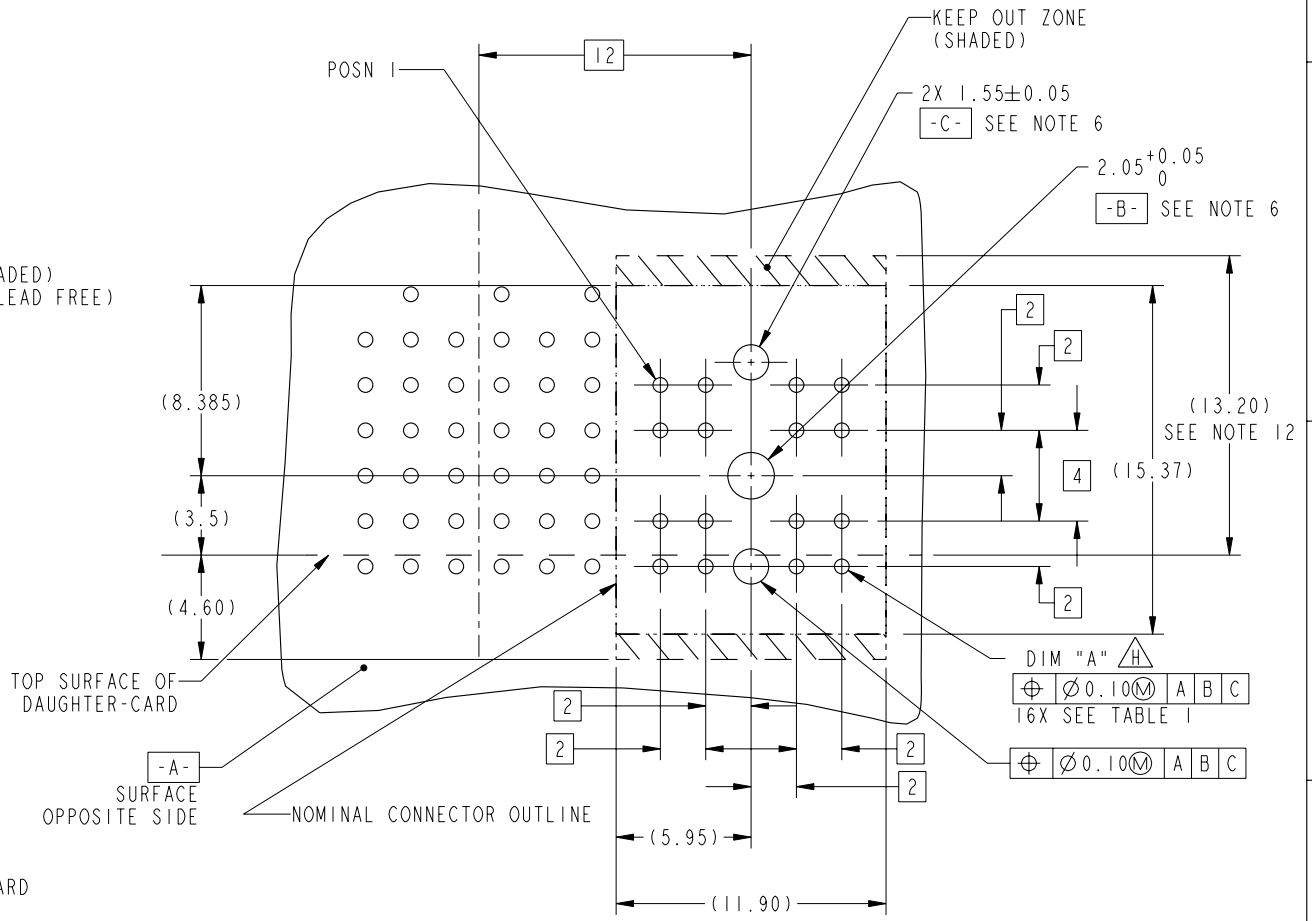 KEEP OUT ZONE
(SHADED)
12
POSN 1
2X 1.55±0.05
-C- SEE NOTE 6
2.05 +0.05
0
-B- SEE NOTE 6
ADED)
LEAD FREE)
2
2
(8.385)
(13.20)
SEE NOTE 12
4
(15.37)
(3.5)
2
(4.60)
DIM "A" H
⌖ Ø0.10Ⓜ A B C
16X SEE TABLE 1
TOP SURFACE OF
DAUGHTER-CARD
2
2
2
⌖ Ø0.10Ⓜ A B C
-A-
SURFACE
OPPOSITE SIDE
2
NOMINAL CONNECTOR OUTLINE
(5.95)
ARD
(11.90)